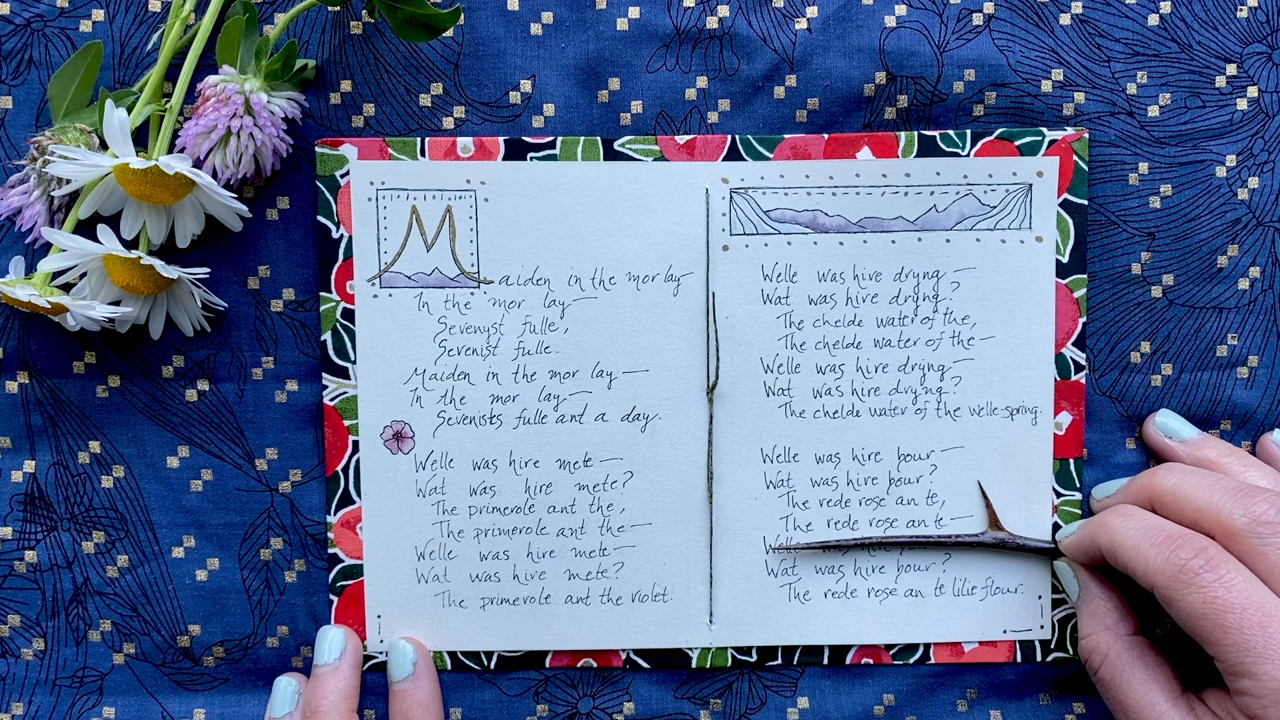 Maiden in the mor lay—
In the mor lay—
Sevenyst fulle,
Sevenist fulle.
Maiden in the mor lay—
In the mor lay—
Sevenists fulle ant a day.
Welle was hire mete—
Wat was hire mete?
The primerole ant the,
The primerole ant the—
Welle was hire mete—
Wat was hire mete?
The primerole ant the violet.
Welle was hire dryng—
Wat was hire dryng?
The chelde water of the,
The chelde water of the—
Welle was hire dryng—
Wat was hire dryng?
The chelde water of the welle-spring.
Welle was hire bour—
Wat was hire bour?
The rede rose an te,
The rede rose an te—
Welle
Wat was hire bour?
The rede rose an te lilie flour.